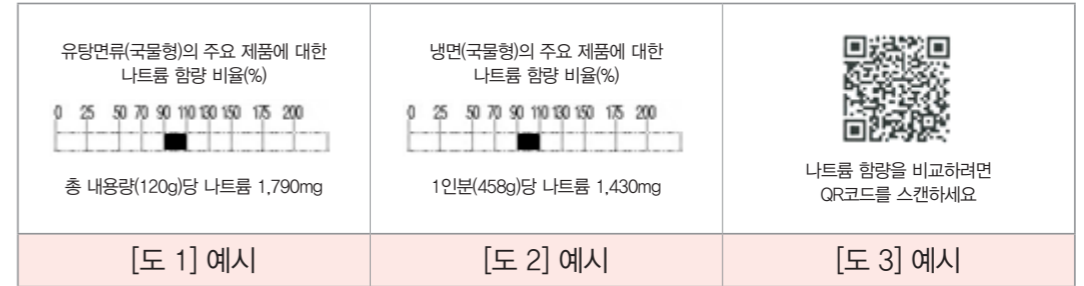 유탕면류(국물형)의 주요 제품에 대한
나트륨 함량 비율(%)
0 25 50 70 90 110 130 150 175 200
총 내용량(120g)당 나트륨 1,790mg
[도 1] 예시
냉면(국물형)의 주요 제품에 대한
나트륨 함량 비율(%)
0 25 50 70 90 110 130 150 175 200
1인분(458g)당 나트륨 1,430mg
[도 2] 예시
나트륨 함량을 비교하려면
QR코드를 스캔하세요
[도 3] 예시